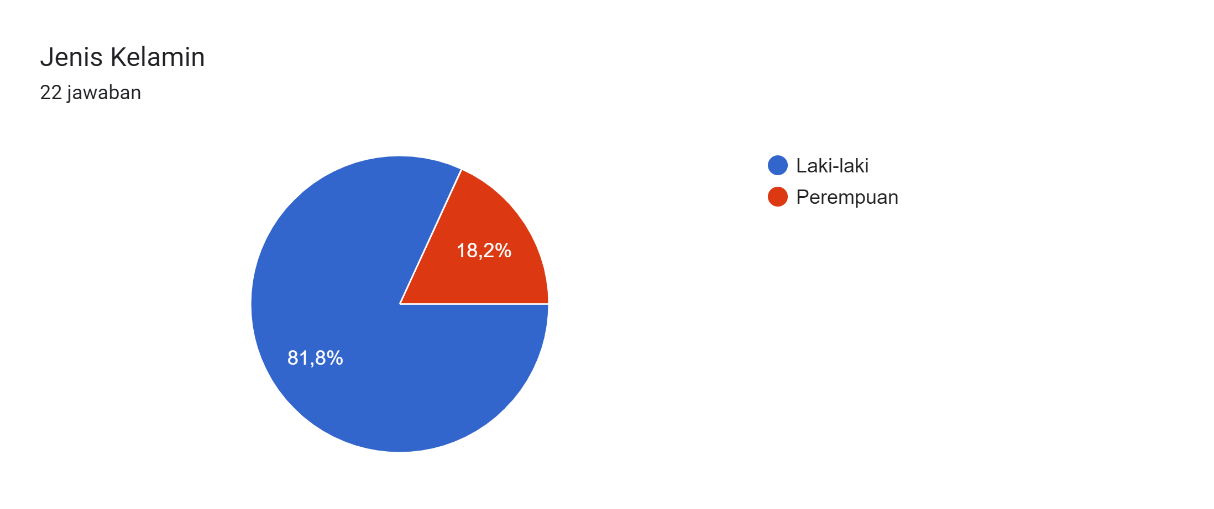 Jenis Kelamin
22 jawaban
Laki-laki
Perempuan
18,2%
81,8%